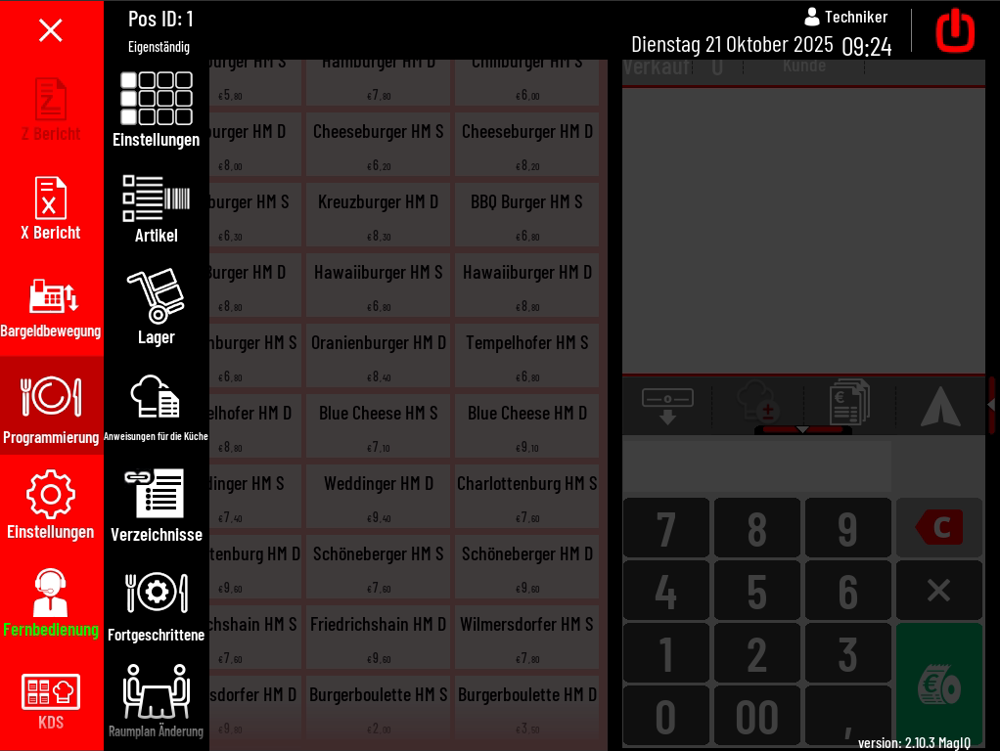 Pos ID: 1
Eigenständig
Techniker
Dienstag 21 Oktober 2025 09:24
Z Bericht
X Bericht
Bargeldbewegung
Programmierung
Einstellungen
Fernbedienung
KDS
Einstellungen
Artikel
Lager
Anweisungen für die Küche
Verzeichnisse
Fortgeschrittene
Raumplan Änderung
Hamburger HM D
€5,80 €7,80 €6,00
Cheeseburger HM S Cheeseburger HM D
€8,00 €6,20 €8,20
burger HM S Kreuzburger HM D BBQ Burger HM S
€6,30 €8,30 €6,80
Burger HM D Hawaiiburger HM S Hawaiiburger HM D
€8,80 €6,80 €8,80
nburger HM S Oranienburger HM D Tempelhofer HM S
€6,80 €8,40 €6,80
elhofer HM D Blue Cheese HM S Blue Cheese HM D
€8,80 €7,10 €9,10
dinger HM S Weddinger HM D Charlottenburg HM S
€7,40 €9,40 €7,60
tenburg HM D Schöneberger HM S Schöneberger HM D
€9,60 €7,60 €9,60
chshain HM S Friedrichshain HM D Wilmersdorfer HM S
€7,60 €9,60 €7,80
sdorfer HM D Burgerboulette HM S Burgerboulette HM D
€9,80 €2,00 €3,50
Verkauf 0 Kunde
7 8 9 C
4 5 6
1 2 3
0 00 ,
version: 2.10.3 MagIQ